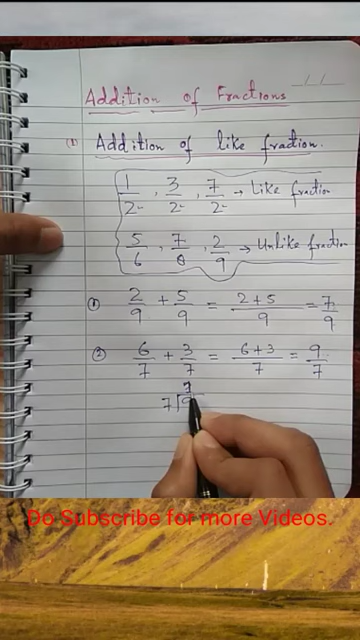 Addition of Fractions
(1) Addition of like fraction.
1/2, 3/2, 7/2 → Like fraction
5/6, 7/8, 2/9 → Unlike fraction
① 2/9 + 5/9 = 2+5/9 = 7/9
② 6/7 + 3/7 = 6+3/7 = 9/7
7
Do Subscribe for more Videos.